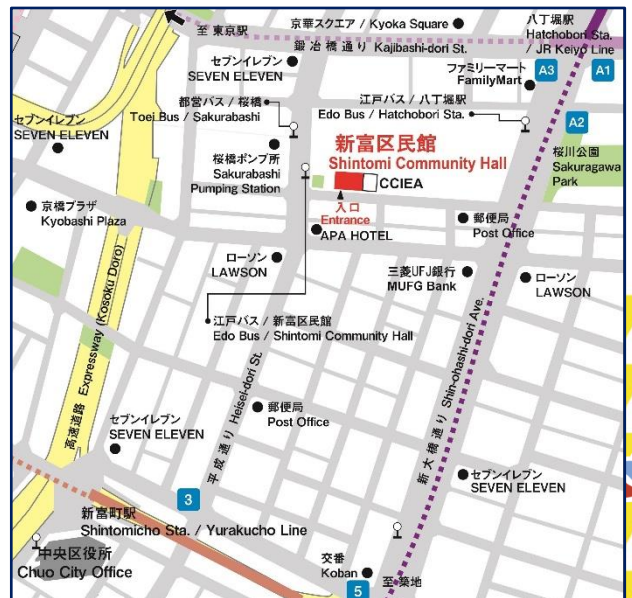 京華スクエア / Kyoka Square
八丁堀駅
Hatchobori Sta.
/ JR Keiyo Line
至 東京駅
鍛冶橋通り Kajibashi-dori St.
セブンイレブン
SEVEN ELEVEN
ファミリーマート
FamilyMart
A3
A1
都営バス / 桜橋
Toei Bus / Sakurabashi
江戸バス / 八丁堀駅
Edo Bus / Hatchobori Sta.
セブンイレブン
SEVEN ELEVEN
A2
桜川公園
Sakuragawa
Park
新富区民館
Shintomi Community Hall
桜橋ポンプ所
Sakurabashi
Pumping Station
CCIEA
入口
Entrance
京橋プラザ
Kyobashi Plaza
APA HOTEL
郵便局
Post Office
ローソン
LAWSON
三菱UFJ銀行
MUFG Bank
ローソン
LAWSON
高速道路 Expressway (Kosoku Doro)
江戸バス / 新富区民館
Edo Bus / Shintomi Community Hall
平成通り Heisei-dori St.
新大橋通り Shin-ohashi-dori Ave.
郵便局
Post Office
セブンイレブン
SEVEN ELEVEN
セブンイレブン
SEVEN ELEVEN
3
新富町駅
Shintomicho Sta. / Yurakucho Line
中央区役所
Chuo City Office
交番
Koban
至 築地
5